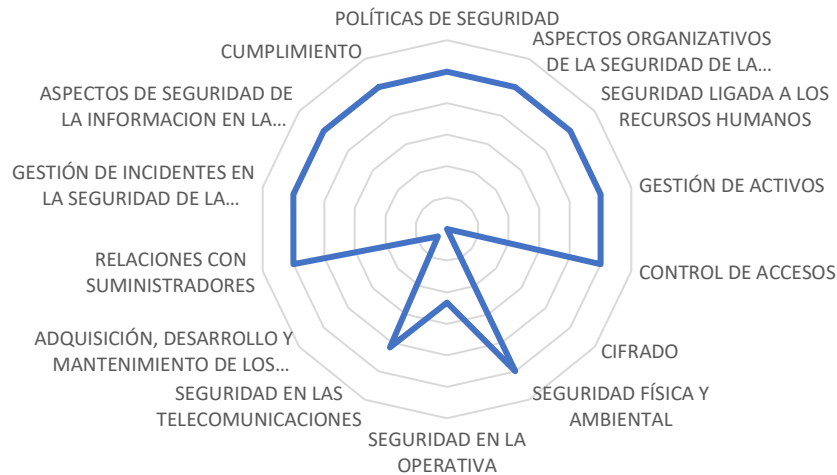 POLÍTICAS DE SEGURIDAD
ASPECTOS ORGANIZATIVOS
DE LA SEGURIDAD DE LA...
SEGURIDAD LIGADA A LOS
RECURSOS HUMANOS
GESTIÓN DE ACTIVOS
CONTROL DE ACCESOS
CIFRADO
SEGURIDAD FÍSICA Y
AMBIENTAL
SEGURIDAD EN LA
OPERATIVA
SEGURIDAD EN LAS
TELECOMUNICACIONES
ADQUISICIÓN, DESARROLLO Y
MANTENIMIENTO DE LOS...
RELACIONES CON
SUMINISTRADORES
GESTIÓN DE INCIDENTES EN
LA SEGURIDAD DE LA...
ASPECTOS DE SEGURIDAD DE
LA INFORMACION EN LA...
CUMPLIMIENTO